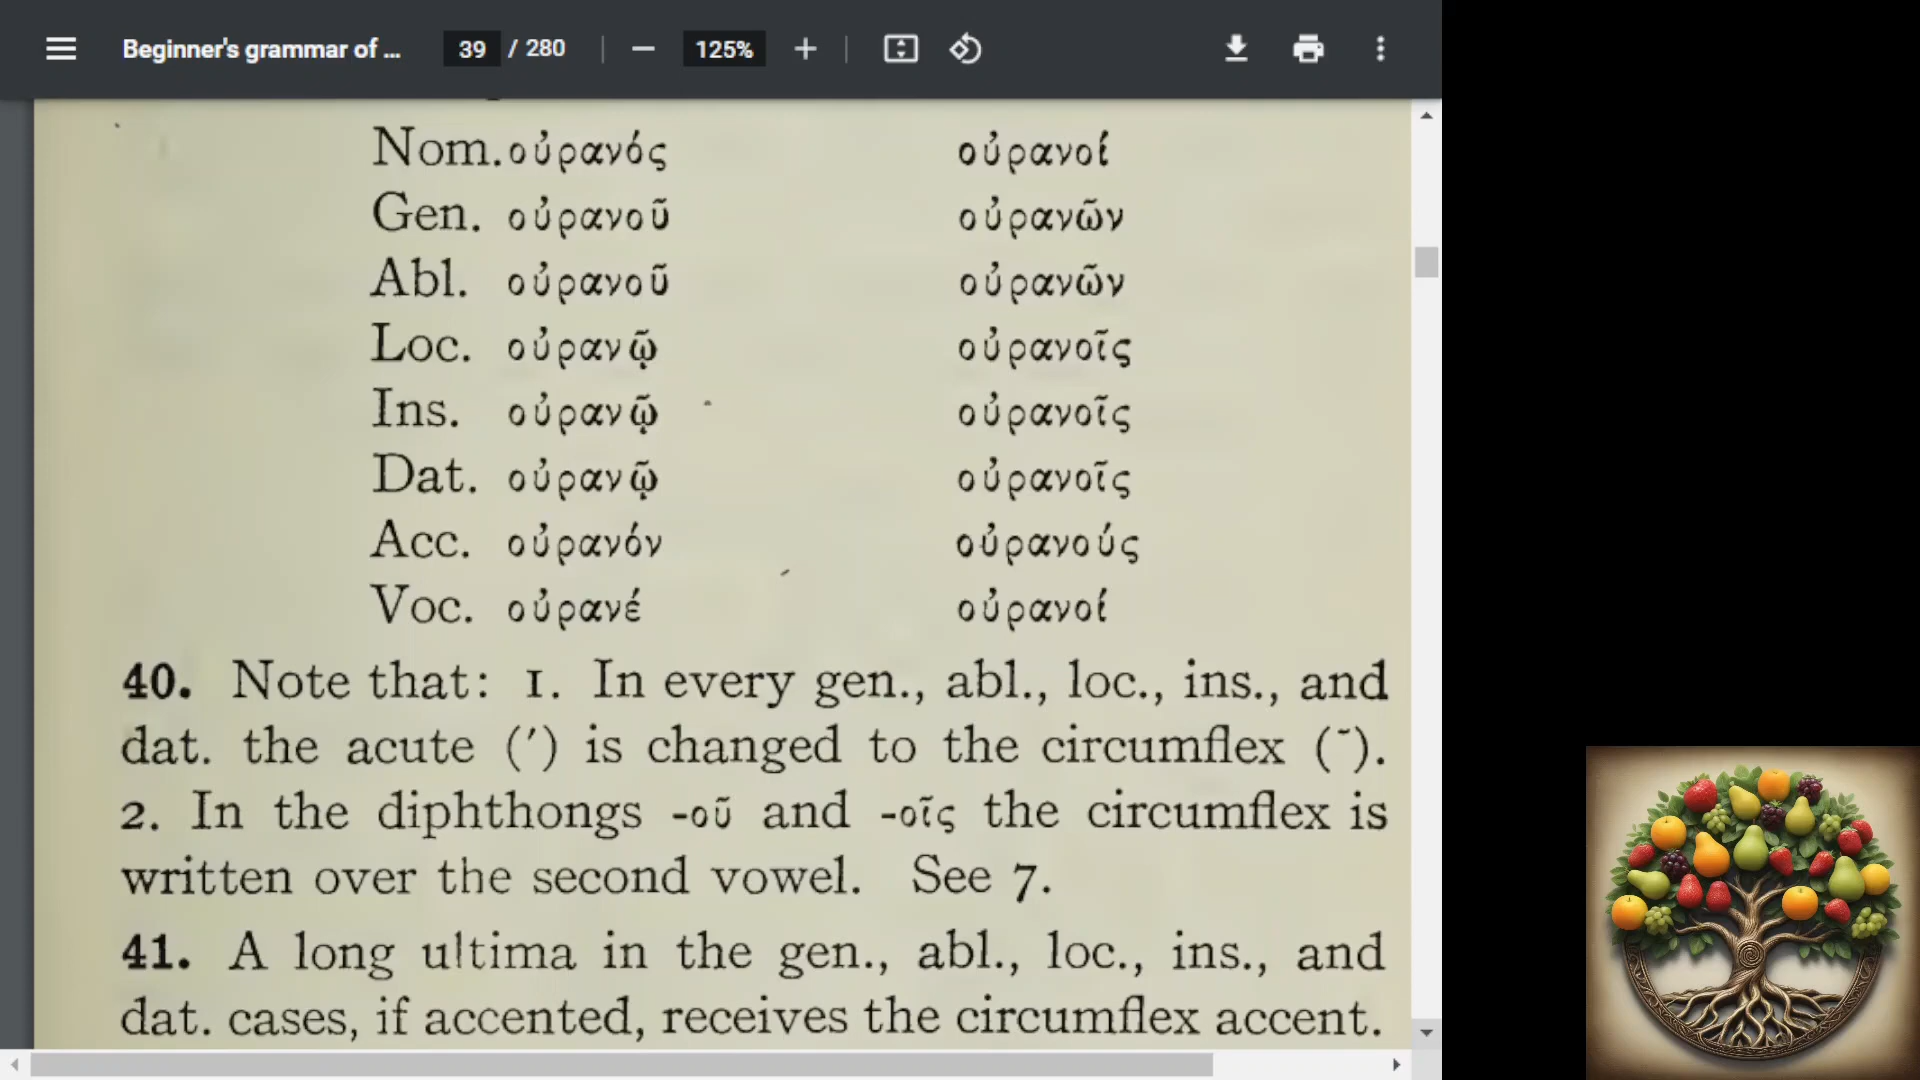 Beginner's grammar of ... 39 / 280 125%
Nom. οὐρανός οὐρανοί
Gen. οὐρανοῦ οὐρανῶν
Abl. οὐρανοῦ οὐρανῶν
Loc. οὐρανῷ οὐρανοῖς
Ins. οὐρανῷ οὐρανοῖς
Dat. οὐρανῷ οὐρανοῖς
Acc. οὐρανόν οὐρανούς
Voc. οὐρανέ οὐρανοί
40. Note that: 1. In every gen., abl., loc., ins., and
dat. the acute (´) is changed to the circumflex (˜).
2. In the diphthongs -οῦ and -οῖς the circumflex is
written over the second vowel. See 7.
41. A long ultima in the gen., abl., loc., ins., and
dat. cases, if accented, receives the circumflex accent.